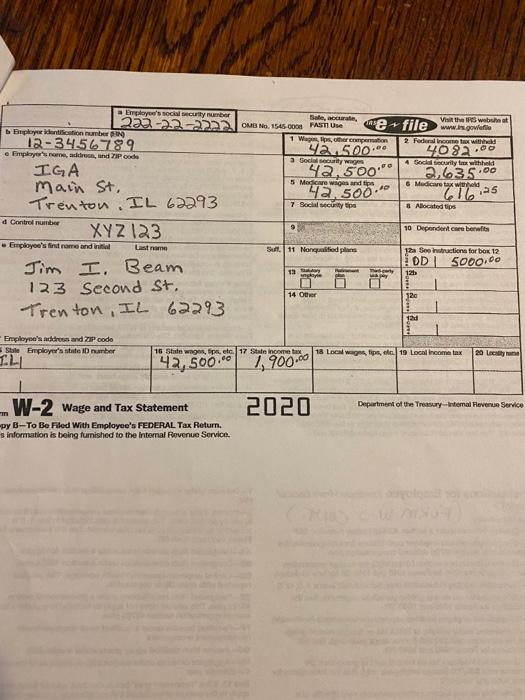 a Employee's social security number
222-22-2222
OMB No. 1545-0008
Safe, accurate, FAST! Use
IRS e-file
Visit the IRS website at www.irs.gov/efile
b Employer identification number (EIN)
12-3456789
1 Wages, tips, other compensation
42,500.00
2 Federal income tax withheld
4082.00
c Employer's name, address, and ZIP code
IGA
Main St.
Trenton, IL 62293
3 Social security wages
42,500.00
4 Social security tax withheld
2,635.00
5 Medicare wages and tips
42,500.00
6 Medicare tax withheld
616.25
7 Social security tips
8 Allocated tips
d Control number
XYZ123
9
10 Dependent care benefits
e Employee's first name and initial
Last name
Suff.
Jim I. Beam
123 Second St.
Trenton, IL 62293
11 Nonqualified plans
12a See instructions for box 12
DD 5000.00
13 Statutory employee
Retirement plan
Third-party sick pay
12b
14 Other
12c
12d
Employee's address and ZIP code
State Employer's state ID number
IL
16 State wages, tips, etc.
42,500.00
17 State income tax
1,900.00
18 Local wages, tips, etc.
19 Local income tax
20 Locality name
W-2 Wage and Tax Statement
2020
Department of the Treasury—Internal Revenue Service
py B—To Be Filed With Employee's FEDERAL Tax Return.
s information is being furnished to the Internal Revenue Service.